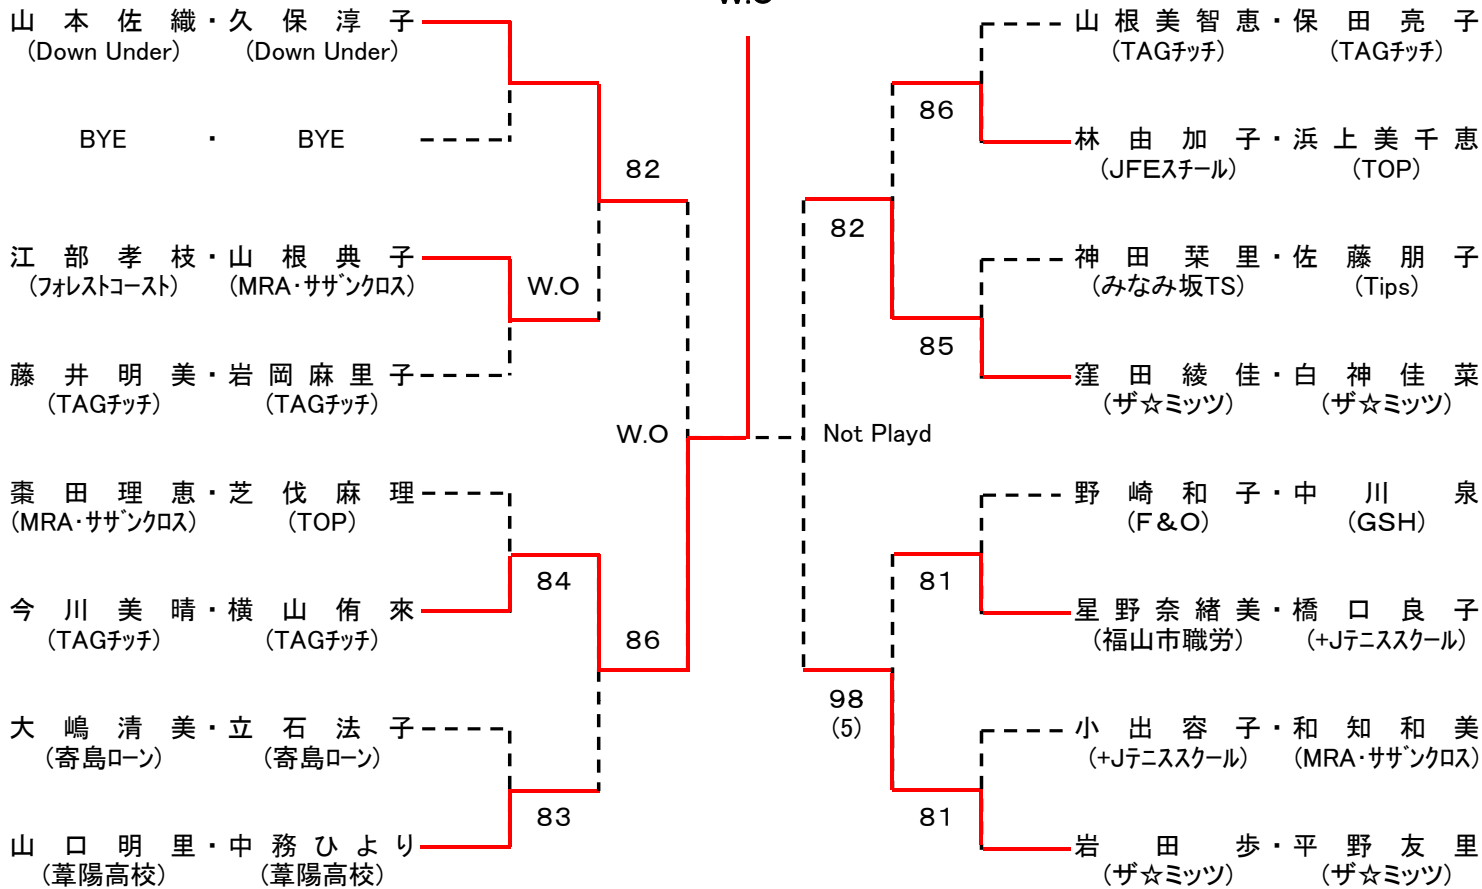 W.O
山本佐織・久保淳子
(Down Under) (Down Under)
BYE ・ BYE
82
江部孝枝・山根典子
(フォレストコースト) (MRA・サザンクロス)
W.O
藤井明美・岩岡麻里子
(TAGチッチ) (TAGチッチ)
W.O
棗田理恵・芝伐麻理
(MRA・サザンクロス) (TOP)
84
今川美晴・横山侑來
(TAGチッチ) (TAGチッチ)
86
大嶋清美・立石法子
(寄島ローン) (寄島ローン)
83
山口明里・中務ひより
(葦陽高校) (葦陽高校)
山根美智恵・保田亮子
(TAGチッチ) (TAGチッチ)
86
林由加子・浜上美千恵
(JFEスチール) (TOP)
82
神田栞里・佐藤朋子
(みなみ坂TS) (Tips)
85
窪田綾佳・白神佳菜
(ザ☆ミッツ) (ザ☆ミッツ)
Not Playd
野崎和子・中川泉
(F&O) (GSH)
81
星野奈緒美・橋口良子
(福山市職労) (+Jテニススクール)
98
(5)
小出容子・和知和美
(+Jテニススクール) (MRA・サザンクロス)
81
岩田歩・平野友里
(ザ☆ミッツ) (ザ☆ミッツ)